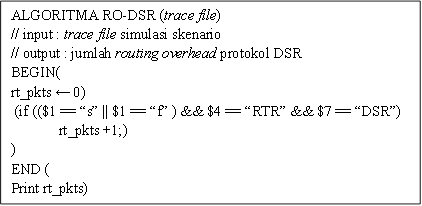 ALGORITMA RO-DSR (trace file)
// input : trace file simulasi skenario
// output : jumlah routing overhead protokol DSR
BEGIN(
rt_pkts ← 0)
(if (($1 == “s” || $1 == “f” ) && $4 == “RTR” && $7 == “DSR”)
rt_pkts +1;)
)
END (
Print rt_pkts)